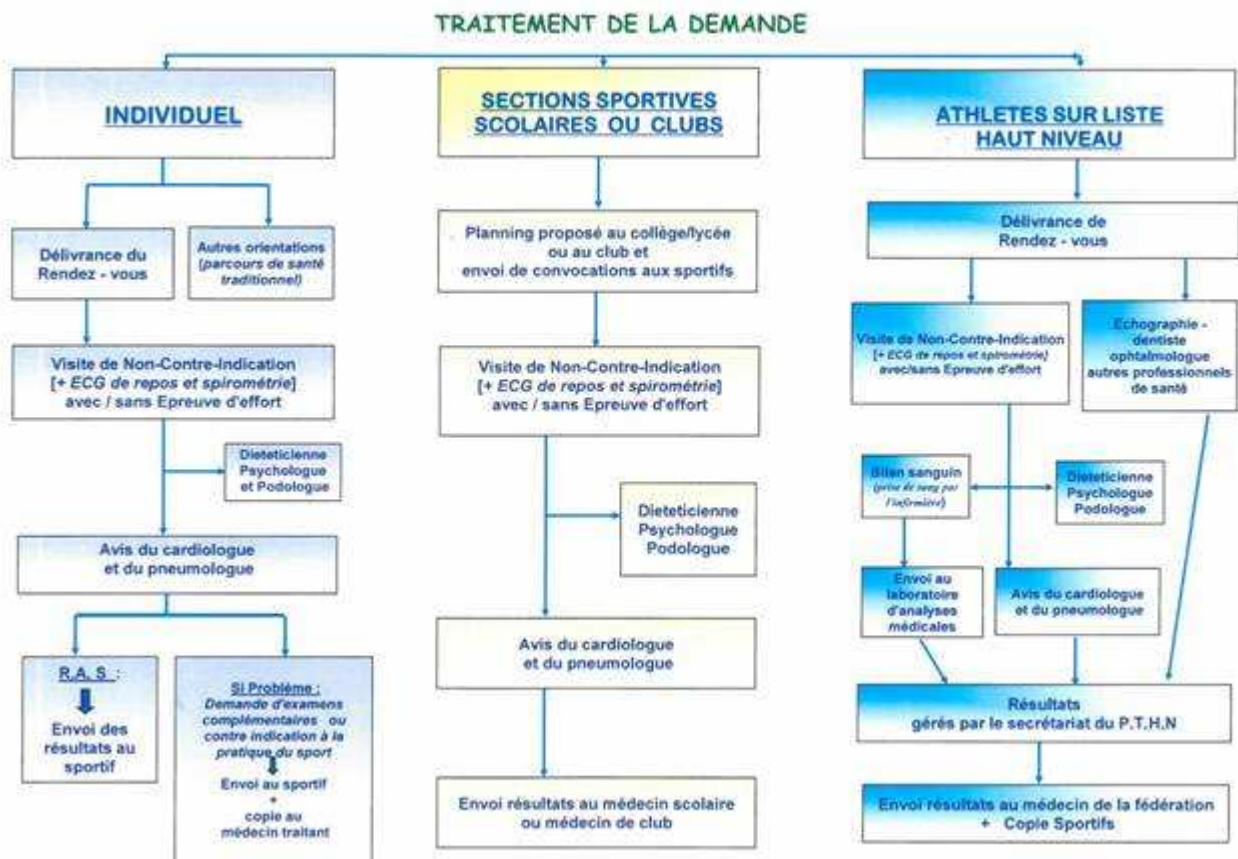 TRAITEMENT DE LA DEMANDE
INDIVIDUEL
Délivrance du
Rendez - vous
Autres orientations
(parcours de santé
traditionnel)
Visite de Non-Contre-Indication
[+ ECG de repos et spirométrie]
avec / sans Epreuve d'effort
Dieteticienne
Psychologue
et Podologue
Avis du cardiologue
et du pneumologue
R.A.S :
Envoi des
résultats au
sportif
Si Problème :
Demande d'examens
complémentaires ou
contre indication à la
pratique du sport
Envoi au sportif
+
copie au
médecin traitant
SECTIONS SPORTIVES
SCOLAIRES OU CLUBS
Planning proposé au collège/lycée
ou au club et
envoi de convocations aux sportifs
Visite de Non-Contre-Indication
[+ ECG de repos et spirométrie]
avec / sans Epreuve d'effort
Dieteticienne
Psychologue
Podologue
Avis du cardiologue
et du pneumologue
Envoi résultats au médecin scolaire
ou médecin de club
ATHLETES SUR LISTE
HAUT NIVEAU
Délivrance de
Rendez - vous
Visite de Non-Contre-Indication
[+ ECG de repos et spirométrie]
avec/sans Epreuve d'effort
Echographie -
dentiste
ophtalmologue
autres professionnels
de santé
Bilan sanguin
(prise de sang par
l'infirmière)
Dieteticienne
Psychologue
Podologue
Envoi au
laboratoire
d'analyses
médicales
Avis du cardiologue
et du pneumologue
Résultats
gérés par le secrétariat du P.T.H.N
Envoi résultats au médecin de la fédération
+ Copie Sportifs